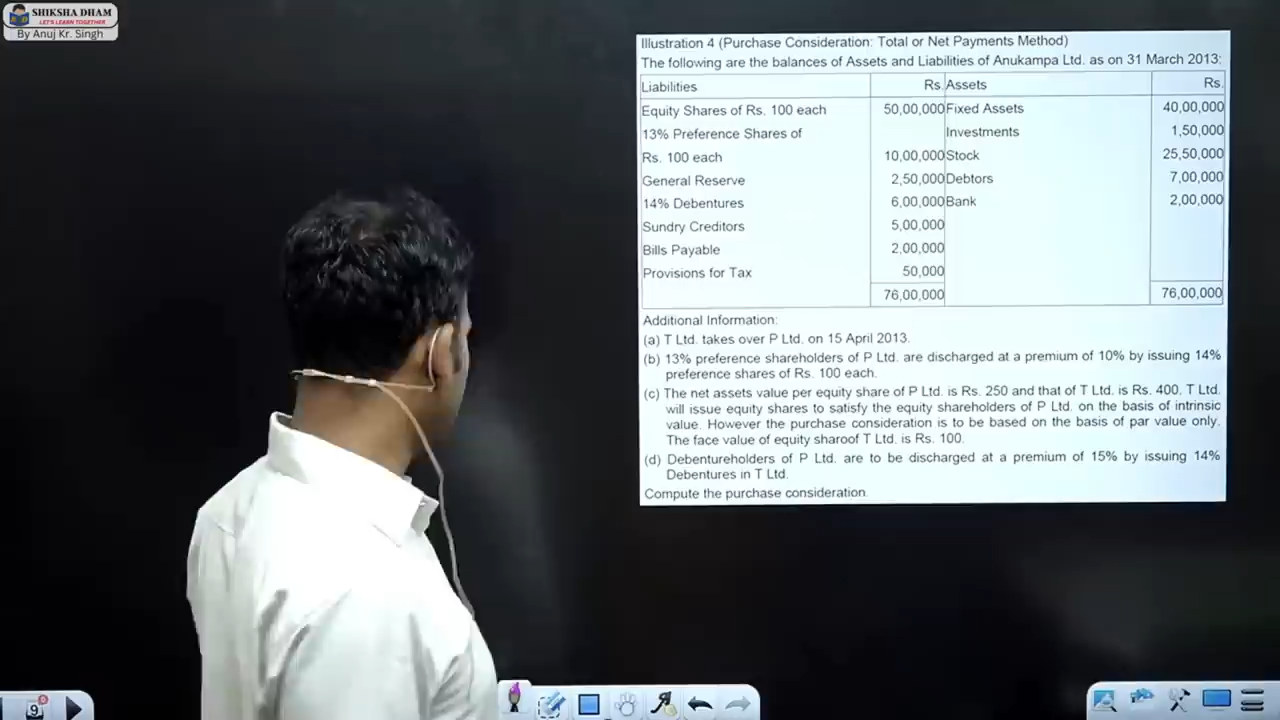 SHIKSHA DHAM
LET'S LEARN TOGETHER
By Anuj Kr. Singh
Illustration 4 (Purchase Consideration: Total or Net Payments Method)
The following are the balances of Assets and Liabilities of Anukampa Ltd. as on 31 March 2013:
Liabilities Rs. Assets Rs.
Equity Shares of Rs. 100 each 50,00,000 Fixed Assets 40,00,000
13% Preference Shares of Investments 1,50,000
Rs. 100 each 10,00,000 Stock 25,50,000
General Reserve 2,50,000 Debtors 7,00,000
14% Debentures 6,00,000 Bank 2,00,000
Sundry Creditors 5,00,000
Bills Payable 2,00,000
Provisions for Tax 50,000
76,00,000 76,00,000
Additional Information:
(a) T Ltd. takes over P Ltd. on 15 April 2013.
(b) 13% preference shareholders of P Ltd. are discharged at a premium of 10% by issuing 14%
preference shares of Rs. 100 each.
(c) The net assets value per equity share of P Ltd. is Rs. 250 and that of T Ltd. is Rs. 400. T Ltd.
will issue equity shares to satisfy the equity shareholders of P Ltd. on the basis of intrinsic
value. However the purchase consideration is to be based on the basis of par value only.
The face value of equity sharoof T Ltd. is Rs. 100.
(d) Debentureholders of P Ltd. are to be discharged at a premium of 15% by issuing 14%
Debentures in T Ltd.
Compute the purchase consideration.
9